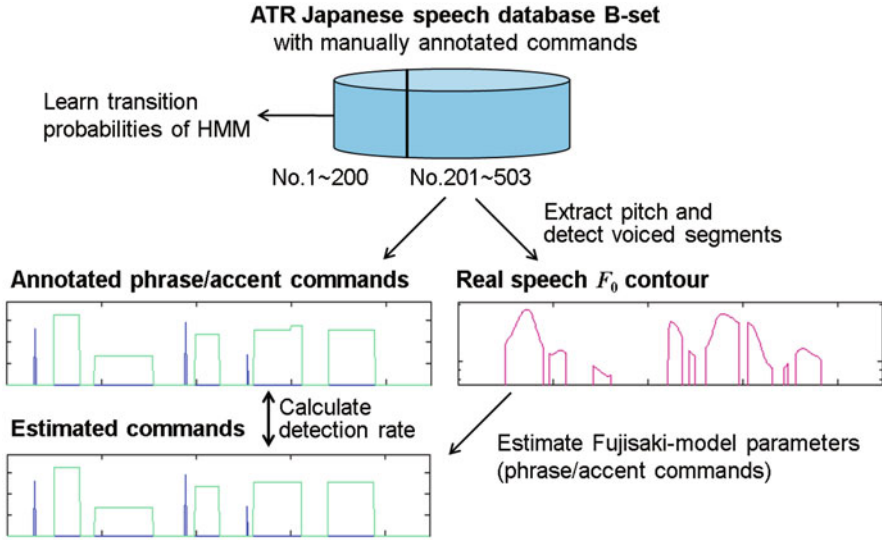 ATR Japanese speech database B-set
with manually annotated commands
Learn transition
probabilities of HMM
No.1~200
No.201~503
Extract pitch and
detect voiced segments
Annotated phrase/accent commands
Real speech F₀ contour
Calculate
detection rate
Estimated commands
Estimate Fujisaki-model parameters
(phrase/accent commands)